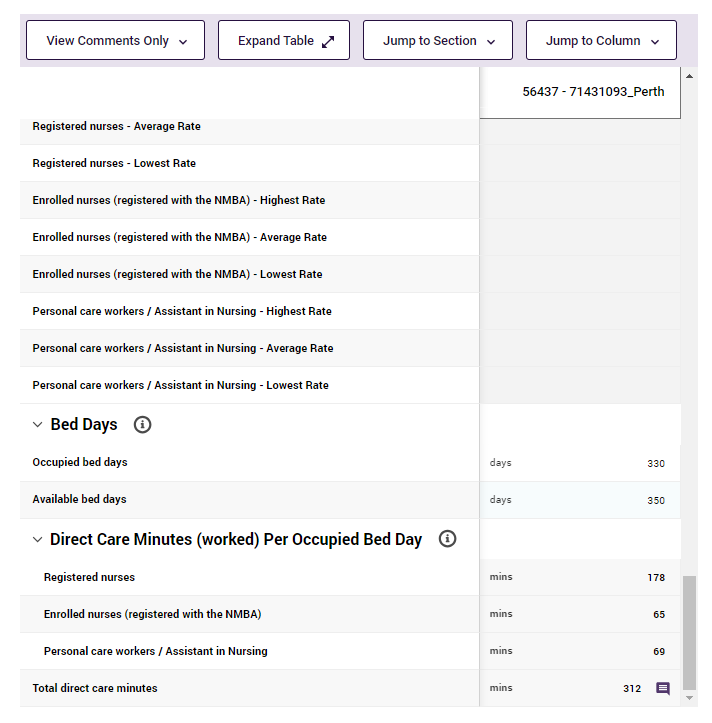 View Comments Only
Expand Table
Jump to Section
Jump to Column
56437 - 71431093_Perth
Registered nurses - Average Rate
Registered nurses - Lowest Rate
Enrolled nurses (registered with the NMBA) - Highest Rate
Enrolled nurses (registered with the NMBA) - Average Rate
Enrolled nurses (registered with the NMBA) - Lowest Rate
Personal care workers / Assistant in Nursing - Highest Rate
Personal care workers / Assistant in Nursing - Average Rate
Personal care workers / Assistant in Nursing - Lowest Rate
Bed Days
Occupied bed days days 330
Available bed days days 350
Direct Care Minutes (worked) Per Occupied Bed Day
Registered nurses mins 178
Enrolled nurses (registered with the NMBA) mins 65
Personal care workers / Assistant in Nursing mins 69
Total direct care minutes mins 312